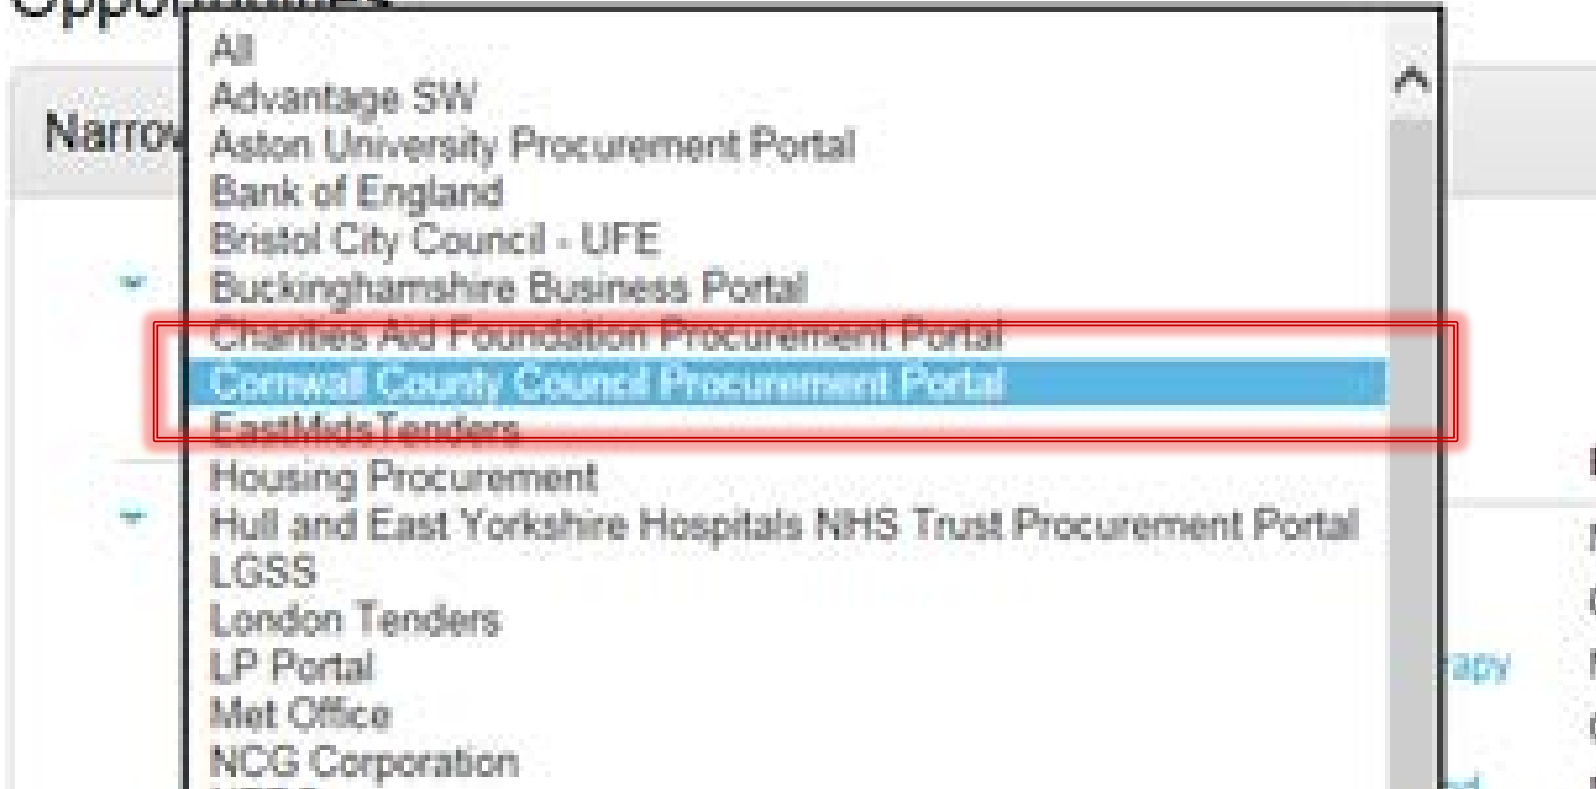 Opportunities
Narrow
All
Advantage SW
Aston University Procurement Portal
Bank of England
Bristol City Council - UFE
Buckinghamshire Business Portal
Charities Aid Foundation Procurement Portal
Cornwall County Council Procurement Portal
EastMidsTenders
Housing Procurement
Hull and East Yorkshire Hospitals NHS Trust Procurement Portal
LGSS
London Tenders
LP Portal
rapy
Met Office
NCG Corporation